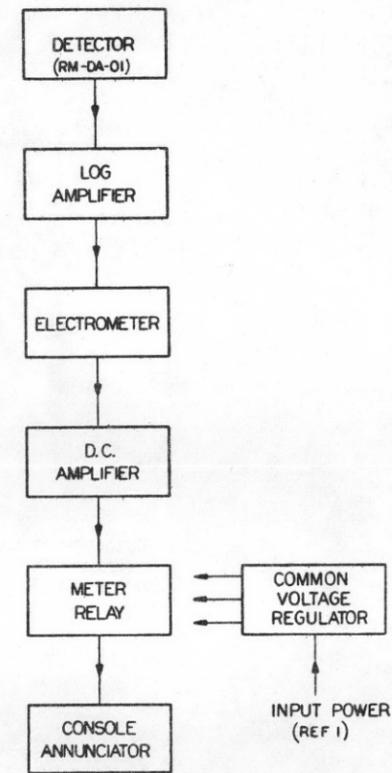 DETECTOR
(RM-DA-01)
LOG
AMPLIFIER
ELECTROMETER
D.C.
AMPLIFIER
METER
RELAY
COMMON
VOLTAGE
REGULATOR
INPUT POWER
(REF 1)
CONSOLE
ANNUNCIATOR